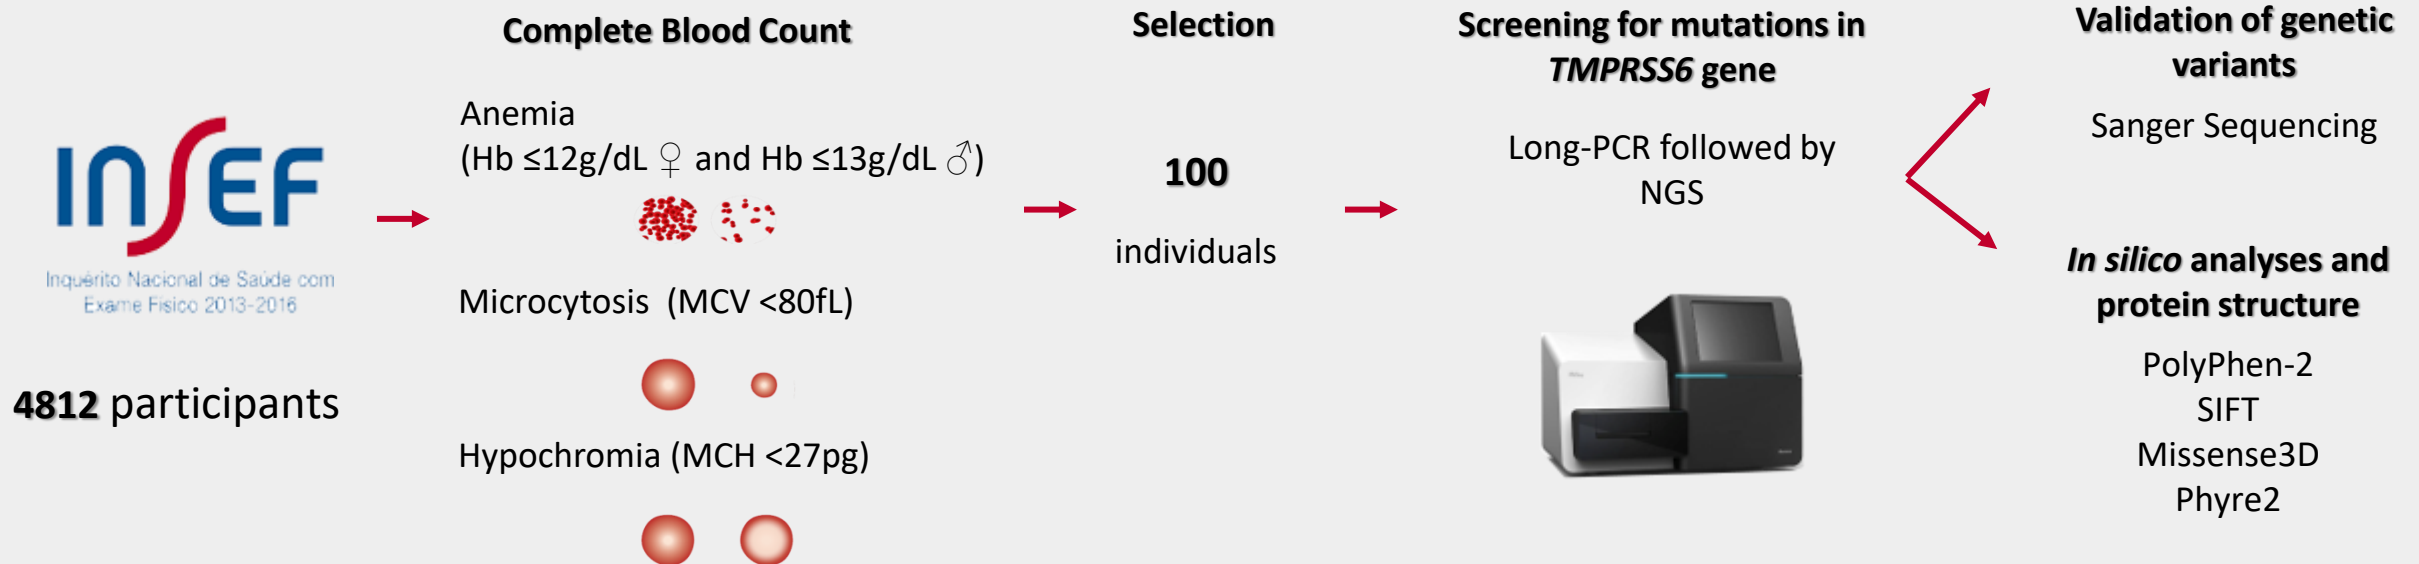 INSEF
Inquérito Nacional de Saúde com
Exame Físico 2013-2016
4812 participants
Complete Blood Count
Anemia
(Hb ≤12g/dL ♀ and Hb ≤13g/dL ♂)
Microcytosis (MCV <80fL)
Hypochromia (MCH <27pg)
Selection
100
individuals
Screening for mutations in
TMPRSS6 gene
Long-PCR followed by
NGS
Validation of genetic
variants
Sanger Sequencing
In silico analyses and
protein structure
PolyPhen-2
SIFT
Missense3D
Phyre2